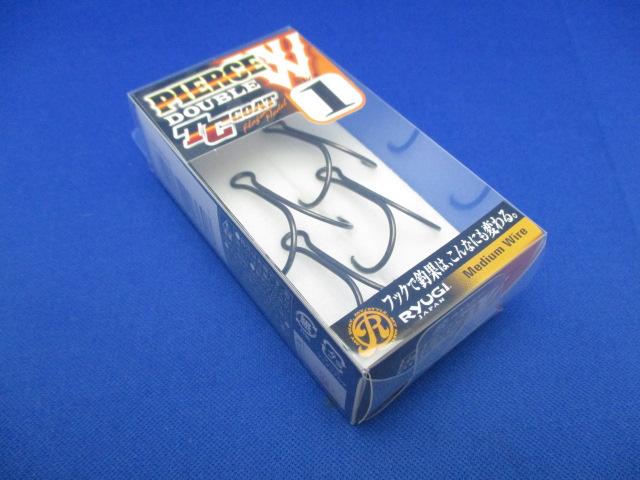 PIERCE W
DOUBLE
TC COAT
1
フックで釣果は、こんなにも変わる。
RYUGI
JAPAN
Medium Wire
R